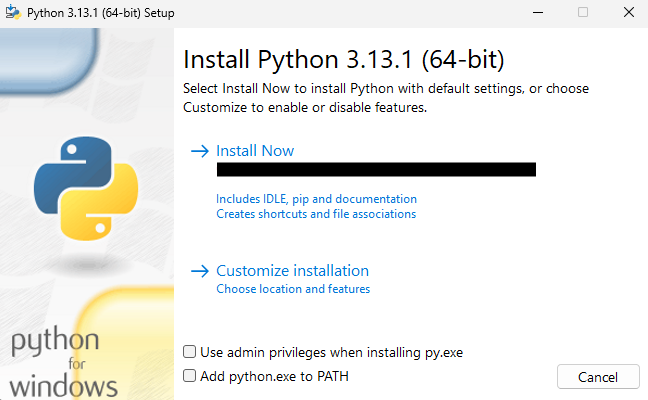 Python 3.13.1 (64-bit) Setup
Install Python 3.13.1 (64-bit)
Select Install Now to install Python with default settings, or choose
Customize to enable or disable features.
Install Now
Includes IDLE, pip and documentation
Creates shortcuts and file associations
Customize installation
Choose location and features
python
for
windows
Use admin privileges when installing py.exe
Add python.exe to PATH
Cancel